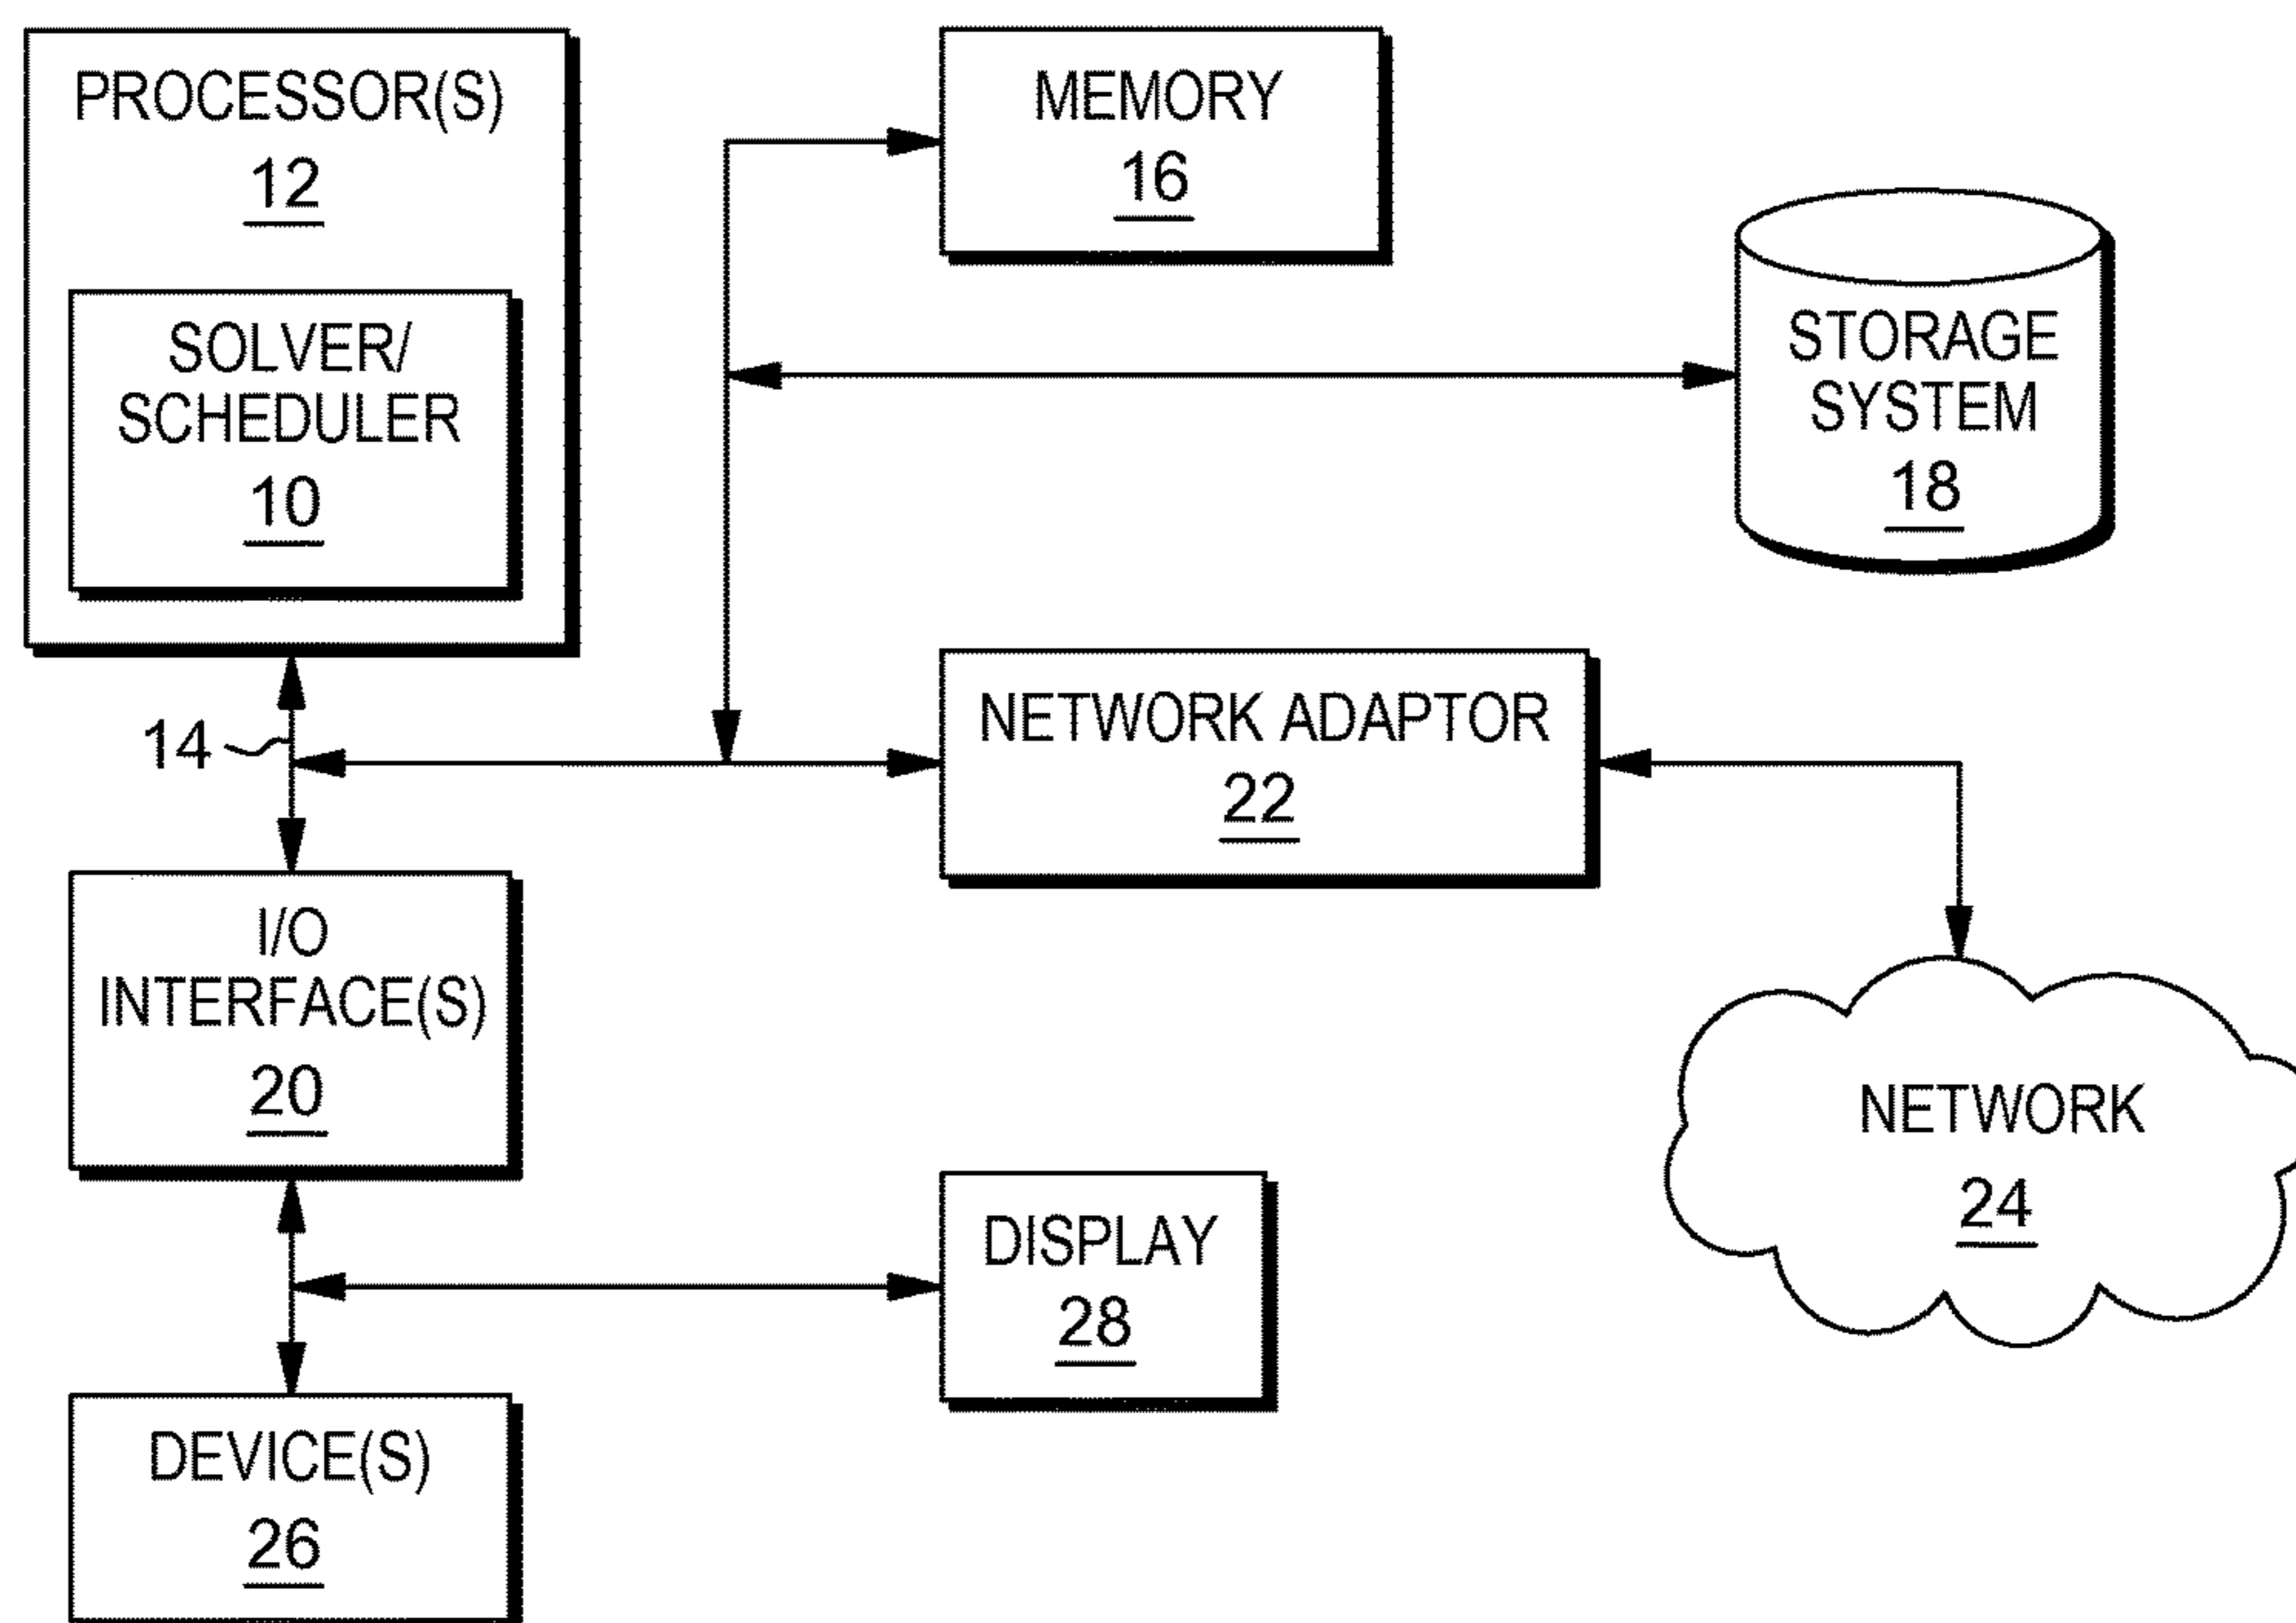 PROCESSOR(S)
12
SOLVER/
SCHEDULER
10
MEMORY
16
STORAGE
SYSTEM
18
14
NETWORK ADAPTOR
22
I/O
INTERFACE(S)
20
NETWORK
24
DISPLAY
28
DEVICE(S)
26